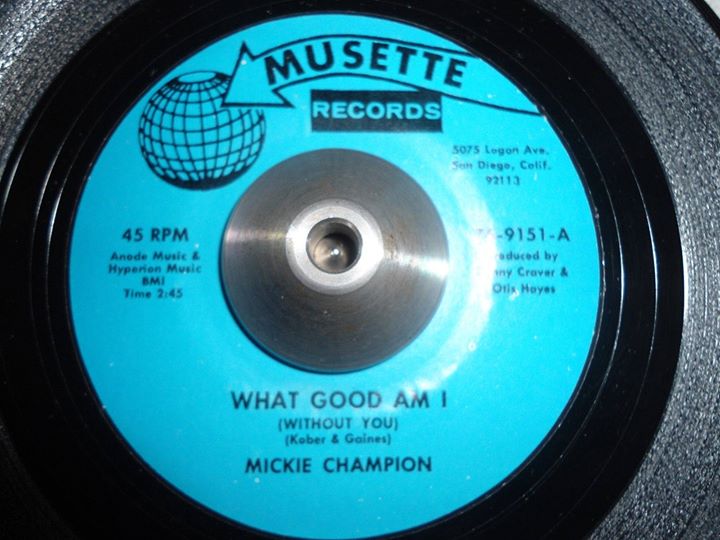 MUSETTE
RECORDS
5075 Logan Ave.
San Diego, Calif.
92113
45 RPM
Anode Music &
Hyperion Music
BMI
Time 2:45
-9151-A
by
Craver &
Otis Hayes
WHAT GOOD AM I
(WITHOUT YOU)
(Kober & Gaines)
MICKIE CHAMPION